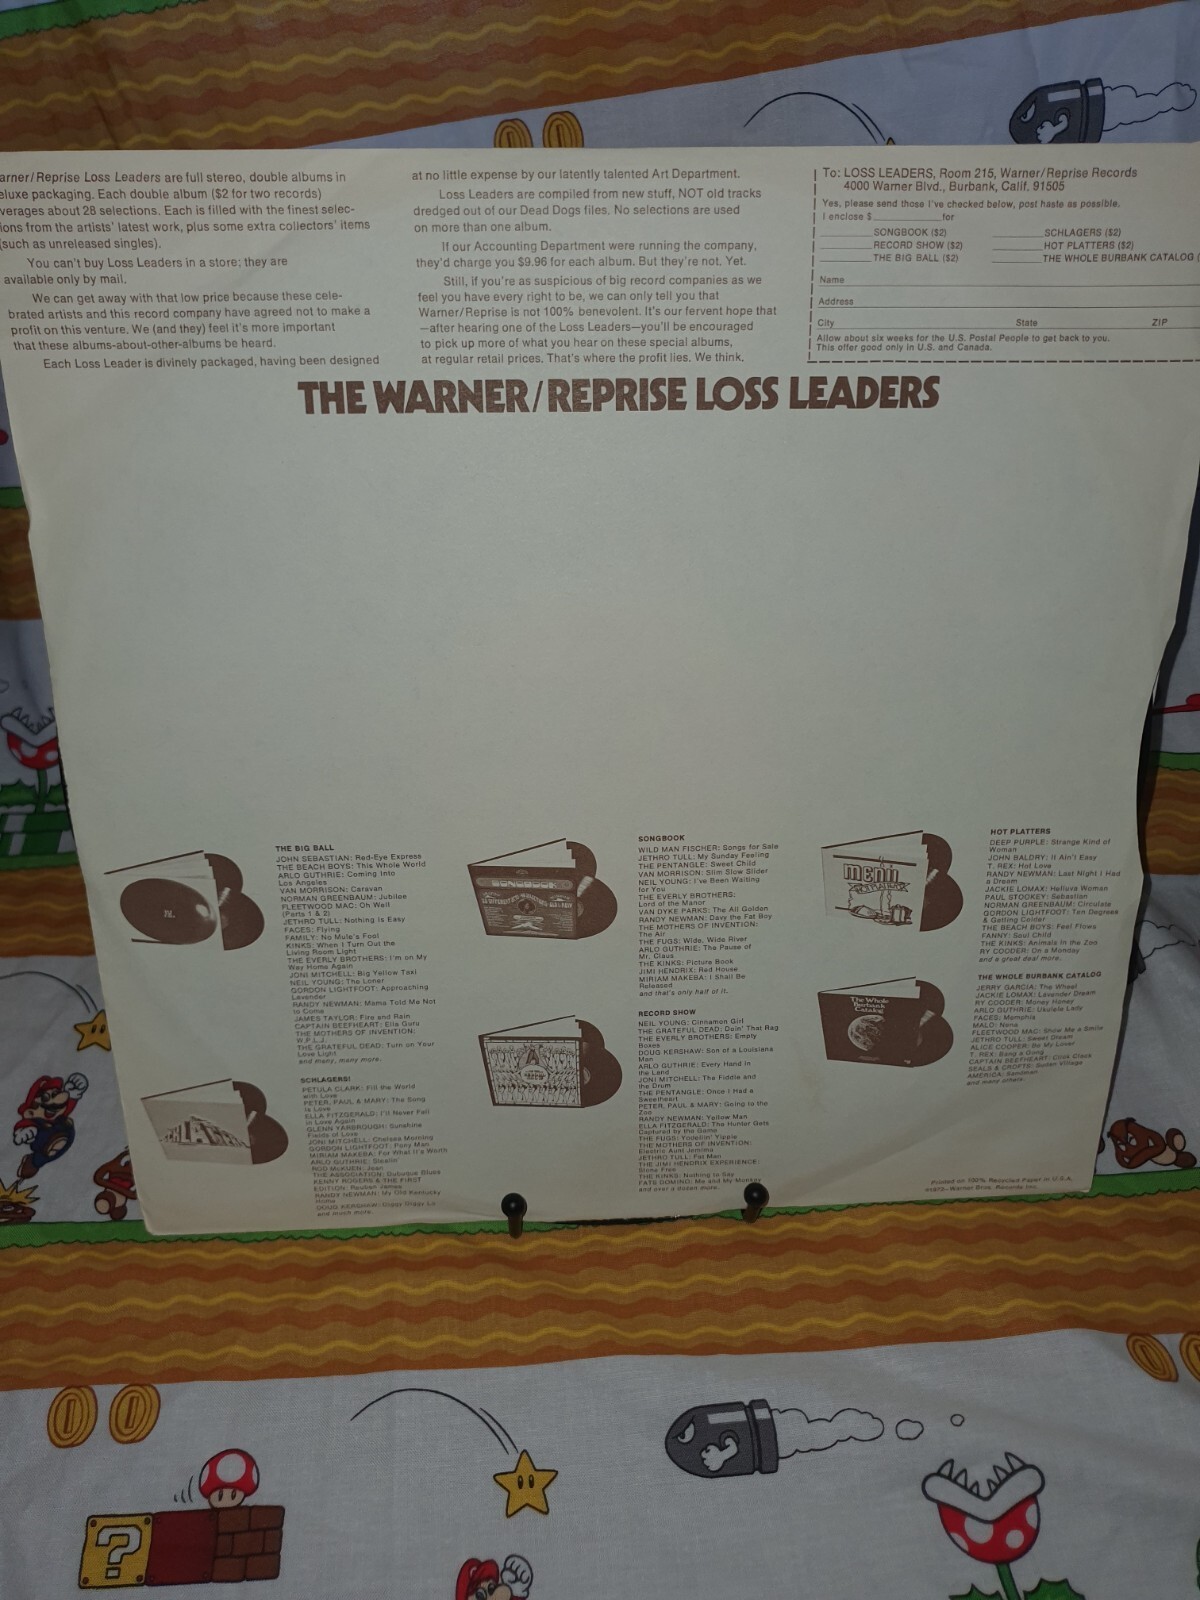 arner/Reprise Loss Leaders are full stereo, double albums in
eluxe packaging. Each double album ($2 for two records)
verages about 28 selections. Each is filled with the finest selec-
ions from the artists' latest work, plus some extra collectors' items
(such as unreleased singles).
You can't buy Loss Leaders in a store; they are
available only by mail.
We can get away with that low price because these cele-
brated artists and this record company have agreed not to make a
profit on this venture. We (and they) feel it's more important
that these albums-about-other-albums be heard.
Each Loss Leader is divinely packaged, having been designed
at no little expense by our latently talented Art Department.
Loss Leaders are compiled from new stuff, NOT old tracks
dredged out of our Dead Dogs files. No selections are used
on more than one album.
If our Accounting Department were running the company,
they'd charge you $9.96 for each album. But they're not. Yet.
Still, if you're as suspicious of big record companies as we
feel you have every right to be, we can only tell you that
Warner/Reprise is not 100% benevolent. It's our fervent hope that
—after hearing one of the Loss Leaders—you'll be encouraged
to pick up more of what you hear on these special albums,
at regular retail prices. That's where the profit lies. We think.
To: LOSS LEADERS, Room 215, Warner/Reprise Records
4000 Warner Blvd., Burbank, Calif. 91505
Yes, please send those I've checked below, post haste as possible.
I enclose $ for
SONGBOOK ($2)
SCHLAGERS ($2)
RECORD SHOW ($2)
HOT PLATTERS ($2)
THE BIG BALL ($2)
THE WHOLE BURBANK CATALOG (
Name
Address
City State ZIP
Allow about six weeks for the U.S. Postal People to get back to you.
This offer good only in U.S. and Canada.
THE WARNER/REPRISE LOSS LEADERS
THE BIG BALL
JOHN SEBASTIAN: Red-Eye Express
THE BEACH BOYS: This Whole World
ARLO GUTHRIE: Coming Into
Los Angeles
VAN MORRISON: Caravan
NORMAN GREENBAUM: Jubilee
FLEETWOOD MAC: Oh Well
(Parts 1 & 2)
JETHRO TULL: Nothing Is Easy
FACES: Flying
FAMILY: No Mule's Fool
KINKS: When I Turn Out the
Living Room Light
THE EVERLY BROTHERS: I'm on My
Way Home Again
JONI MITCHELL: Big Yellow Taxi
NEIL YOUNG: The Loner
GORDON LIGHTFOOT: Approaching
Lavender
RANDY NEWMAN: Mama Told Me Not
to Come
JAMES TAYLOR: Fire and Rain
CAPTAIN BEEFHEART: Ella Guru
THE MOTHERS OF INVENTION:
W.P.L.J.
THE GRATEFUL DEAD: Turn on Your
Love Light
and many, many more.
SCHLAGERS!
PETULA CLARK: Fill the World
with Love
PETER, PAUL & MARY: The Song
Is Love
ELLA FITZGERALD: I'll Never Fall
in Love Again
GLENN YARBROUGH: Sunshine
Fields of Love
JONI MITCHELL: Chelsea Morning
GORDON LIGHTFOOT: Pony Man
MIRIAM MAKEBA: For What It's Worth
ARLO GUTHRIE: Stealin'
ROD McKUEN: Jean
THE ASSOCIATION: Dubuque Blues
KENNY ROGERS & THE FIRST
EDITION: Reuben James
RANDY NEWMAN: My Old Kentucky
Home
DOUG KERSHAW: Diggy Diggy Lo
and much more.
SONGBOOK
SONGBOOK
WILD MAN FISCHER: Songs for Sale
JETHRO TULL: My Sunday Feeling
THE PENTANGLE: Sweet Child
VAN MORRISON: Slim Slow Slider
NEIL YOUNG: I've Been Waiting
for You
THE EVERLY BROTHERS:
Lord of the Manor
VAN DYKE PARKS: The All Golden
RANDY NEWMAN: Davy the Fat Boy
THE MOTHERS OF INVENTION:
The Air
THE FUGS: Wide, Wide River
ARLO GUTHRIE: The Pause of
Mr. Claus
THE KINKS: Picture Book
JIMI HENDRIX: Red House
MIRIAM MAKEBA: I Shall Be
Released
and that's only half of it.
RECORD SHOW
NEIL YOUNG: Cinnamon Girl
THE GRATEFUL DEAD: Doin' That Rag
THE EVERLY BROTHERS: Empty
Boxes
DOUG KERSHAW: Son of a Louisiana
Man
ARLO GUTHRIE: Every Hand in
the Land
JONI MITCHELL: The Fiddle and
the Drum
THE PENTANGLE: Once I Had a
Sweetheart
PETER, PAUL & MARY: Going to the
Zoo
RANDY NEWMAN: Yellow Man
ELLA FITZGERALD: The Hunter Gets
Captured by the Game
THE FUGS: Yodellin' Yippie
THE MOTHERS OF INVENTION:
Electric Aunt Jemima
JETHRO TULL: Fat Man
THE JIMI HENDRIX EXPERIENCE:
Stone Free
THE KINKS: Nothing to Say
FATS DOMINO: Me and My Monkey
and over a dozen more.
menu
HOT PLATTERS
DEEP PURPLE: Strange Kind of
Woman
JOHN BALDRY: It Ain't Easy
T. REX: Hot Love
RANDY NEWMAN: Last Night I Had
a Dream
JACKIE LOMAX: Helluva Woman
PAUL STOOKEY: Sebastian
NORMAN GREENBAUM: Circulate
GORDON LIGHTFOOT: Ten Degrees
& Getting Colder
THE BEACH BOYS: Feel Flows
FANNY: Soul Child
THE KINKS: Animals in the Zoo
RY COODER: On a Monday
and a great deal more.
The Whole
Burbank
Catalog
THE WHOLE BURBANK CATALOG
JERRY GARCIA: The Wheel
JACKIE LOMAX: Lavender Dream
RY COODER: Money Honey
ARLO GUTHRIE: Ukulele Lady
FACES: Memphis
MALO: Nena
FLEETWOOD MAC: Show Me a Smile
JETHRO TULL: Sweet Dream
ALICE COOPER: Be My Lover
T. REX: Bang a Gong
CAPTAIN BEEFHEART: Click Clack
SEALS & CROFTS: Sudan Village
AMERICA: Sandman
and many others.
Printed on 100% Recycled Paper in U.S.A.
1972 Warner Bros. Records Inc.
?